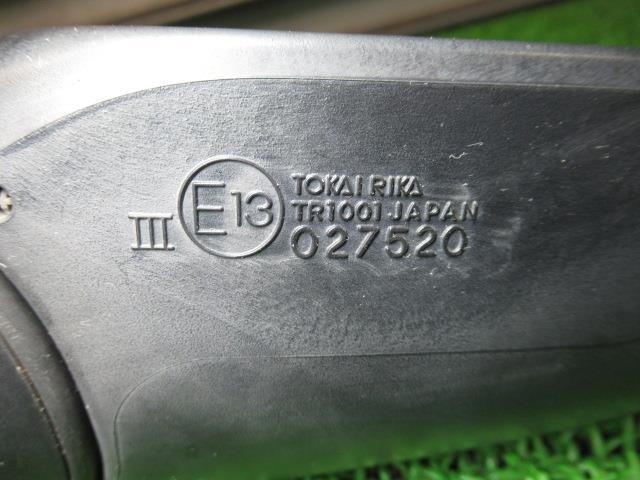 III E13 TOKAI RIKA
TR1001 JAPAN
027520